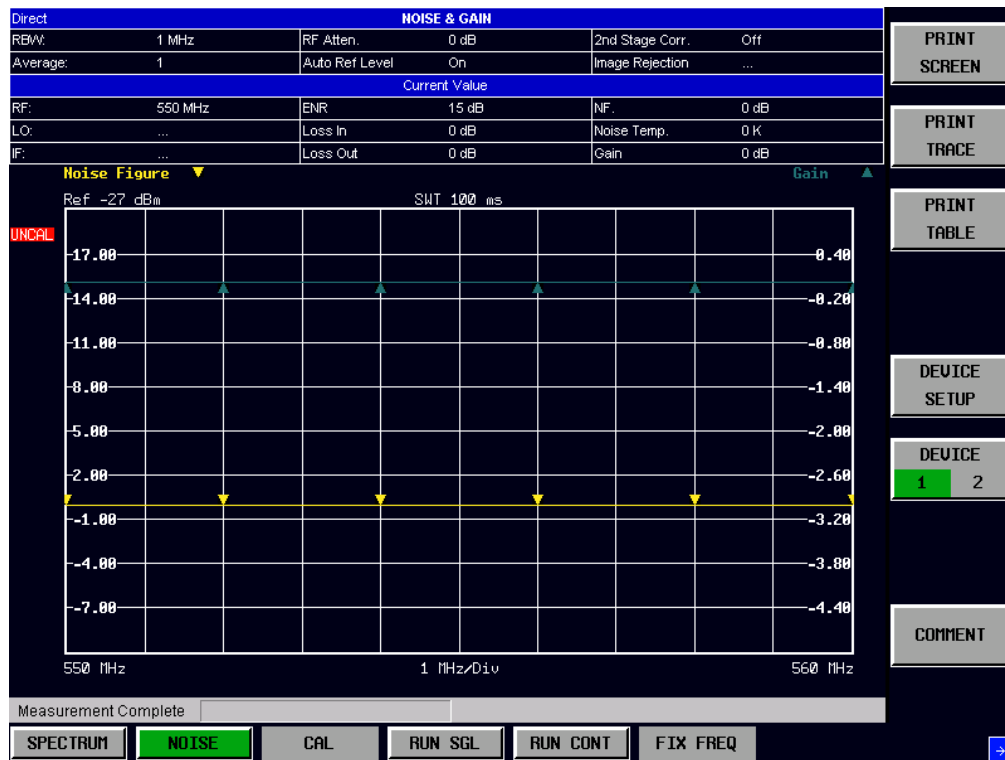 Direct NOISE & GAIN
RBW: 1 MHz RF Atten. 0 dB 2nd Stage Corr. Off
Average: 1 Auto Ref Level On Image Rejection ...
Current Value
RF: 550 MHz ENR 15 dB NF. 0 dB
LO: ... Loss In 0 dB Noise Temp. 0 K
IF: ... Loss Out 0 dB Gain 0 dB
Noise Figure Gain
Ref -27 dBm SWT 100 ms
UNCAL
17.00 0.40
14.00 -0.20
11.00 -0.80
8.00 -1.40
5.00 -2.00
2.00 -2.60
-1.00 -3.20
-4.00 -3.80
-7.00 -4.40
550 MHz 1 MHz/Div 560 MHz
Measurement Complete
SPECTRUM NOISE CAL RUN SGL RUN CONT FIX FREQ
PRINT
SCREEN
PRINT
TRACE
PRINT
TABLE
DEVICE
SETUP
DEVICE
1 2
COMMENT